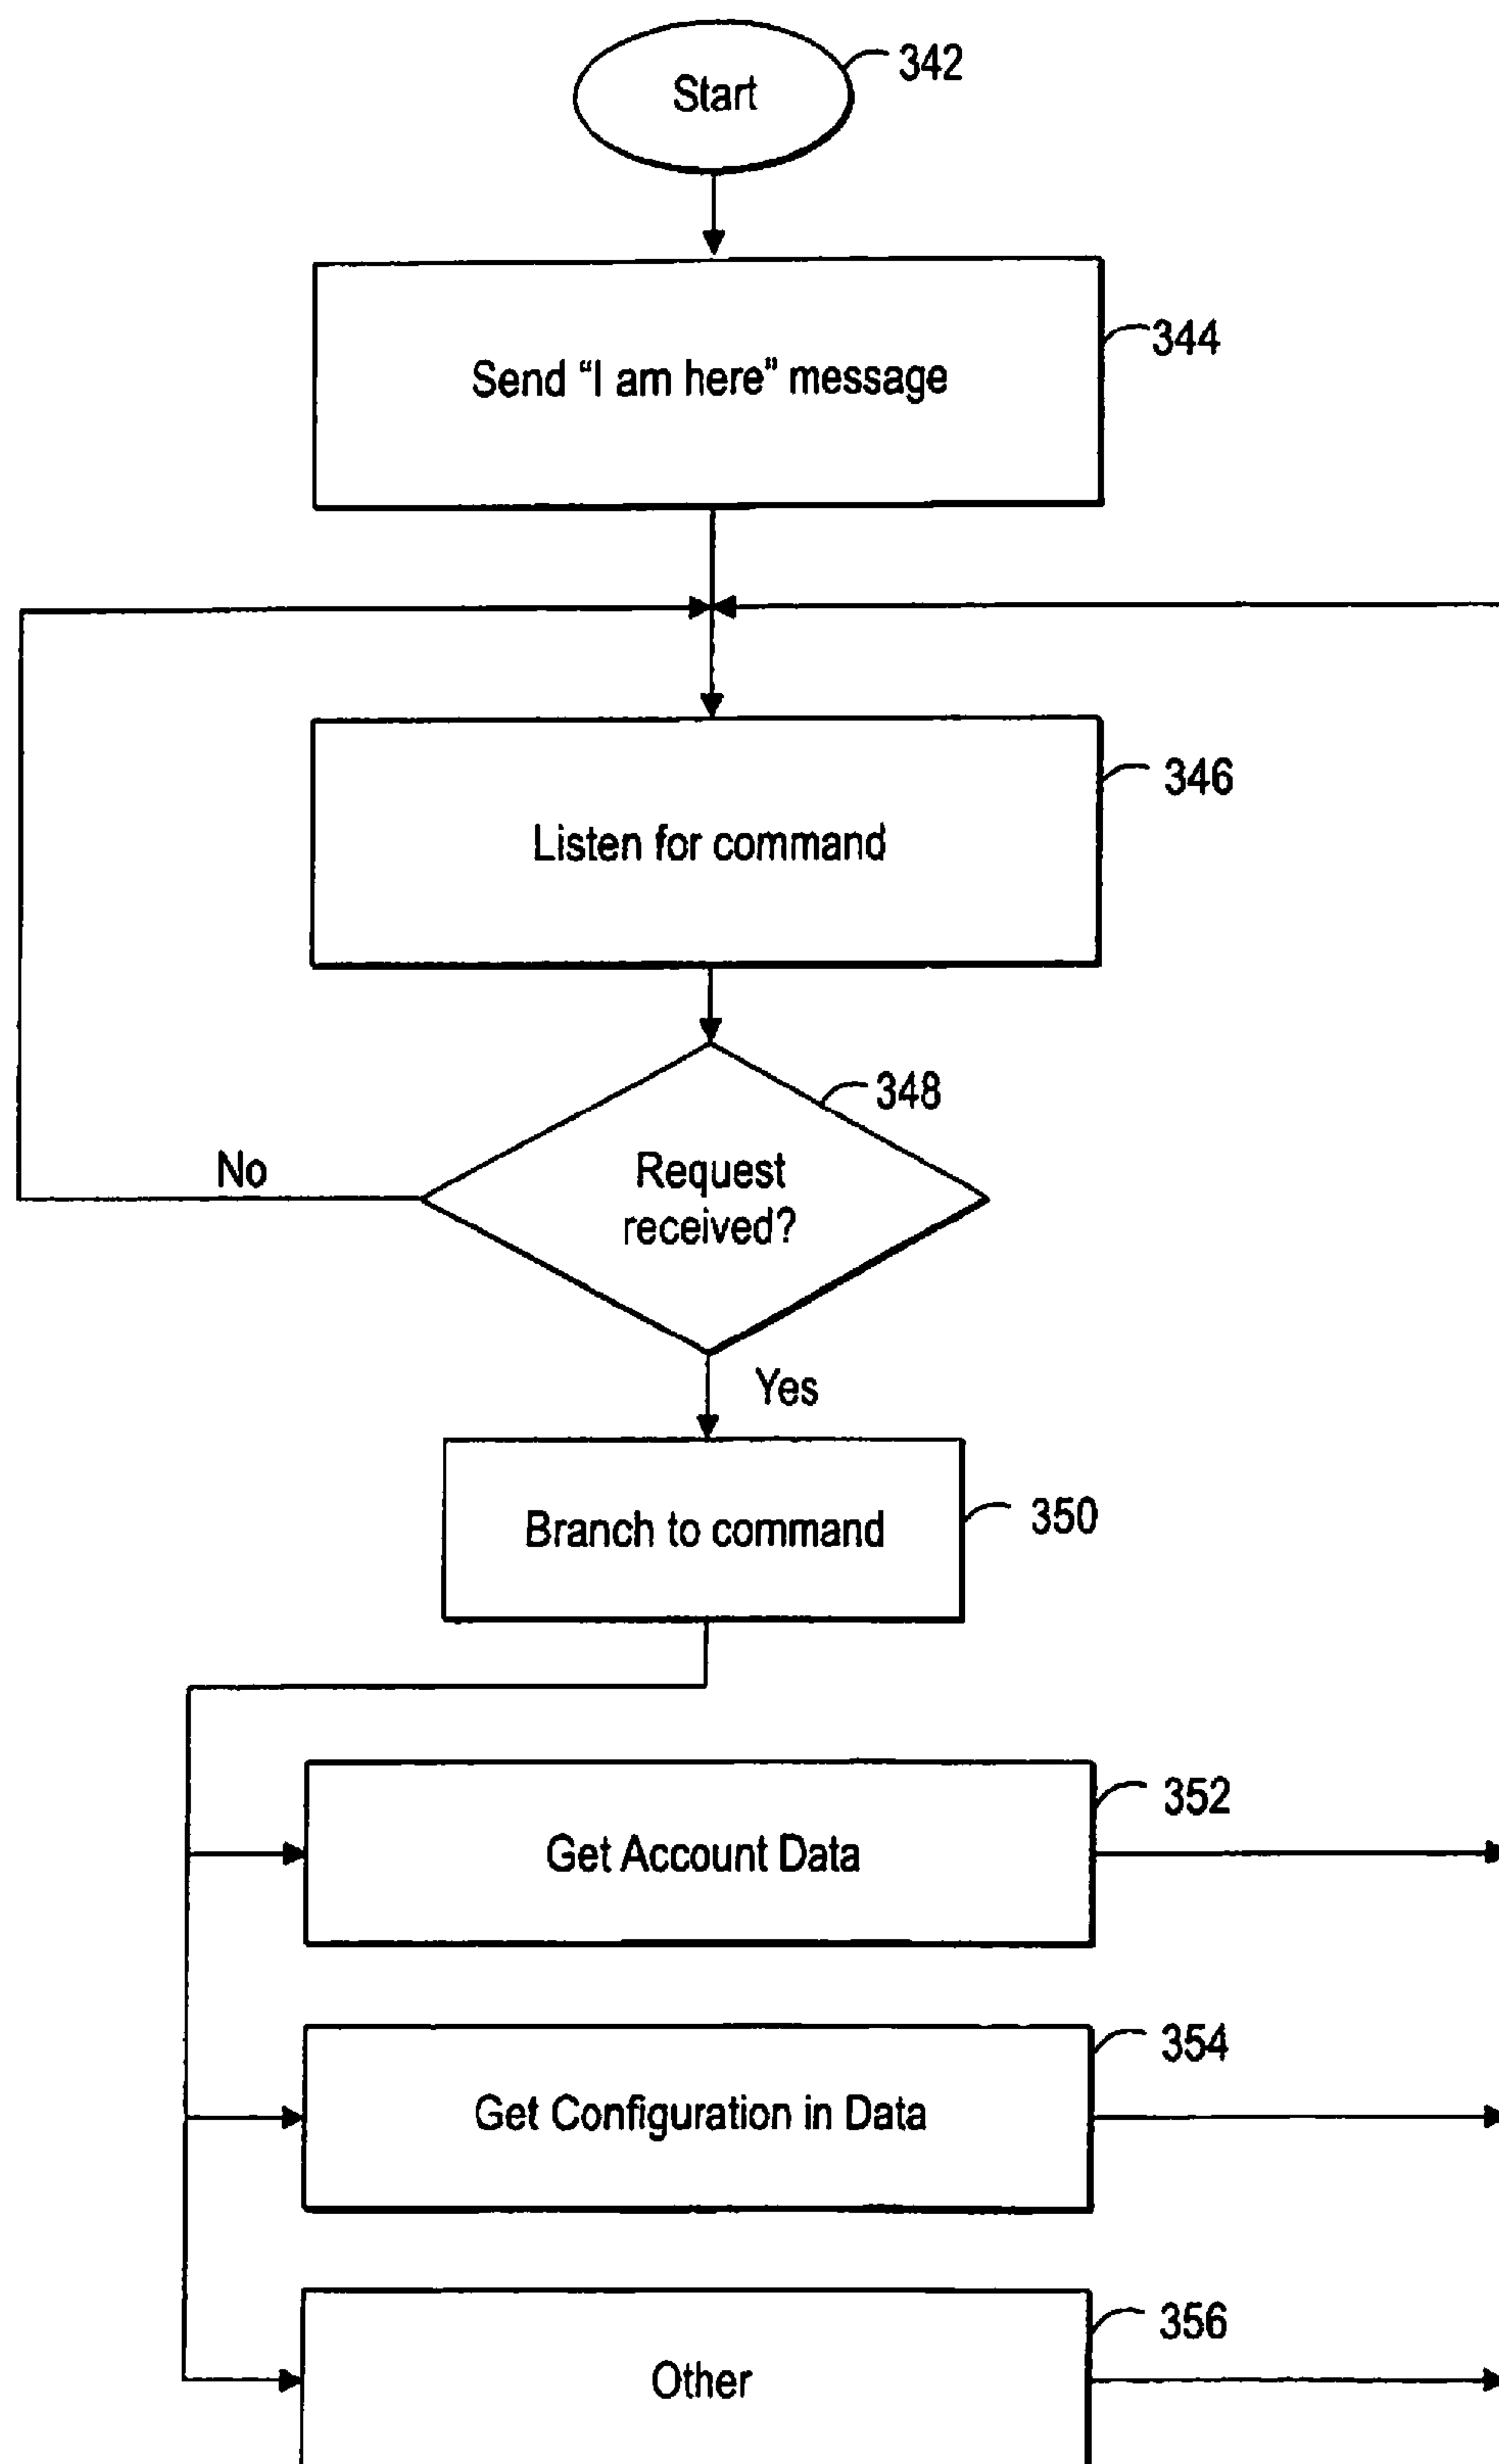 Start
342
Send “I am here” message
344
Listen for command
346
348
Request
received?
No
Yes
Branch to command
350
Get Account Data
352
Get Configuration in Data
354
Other
356